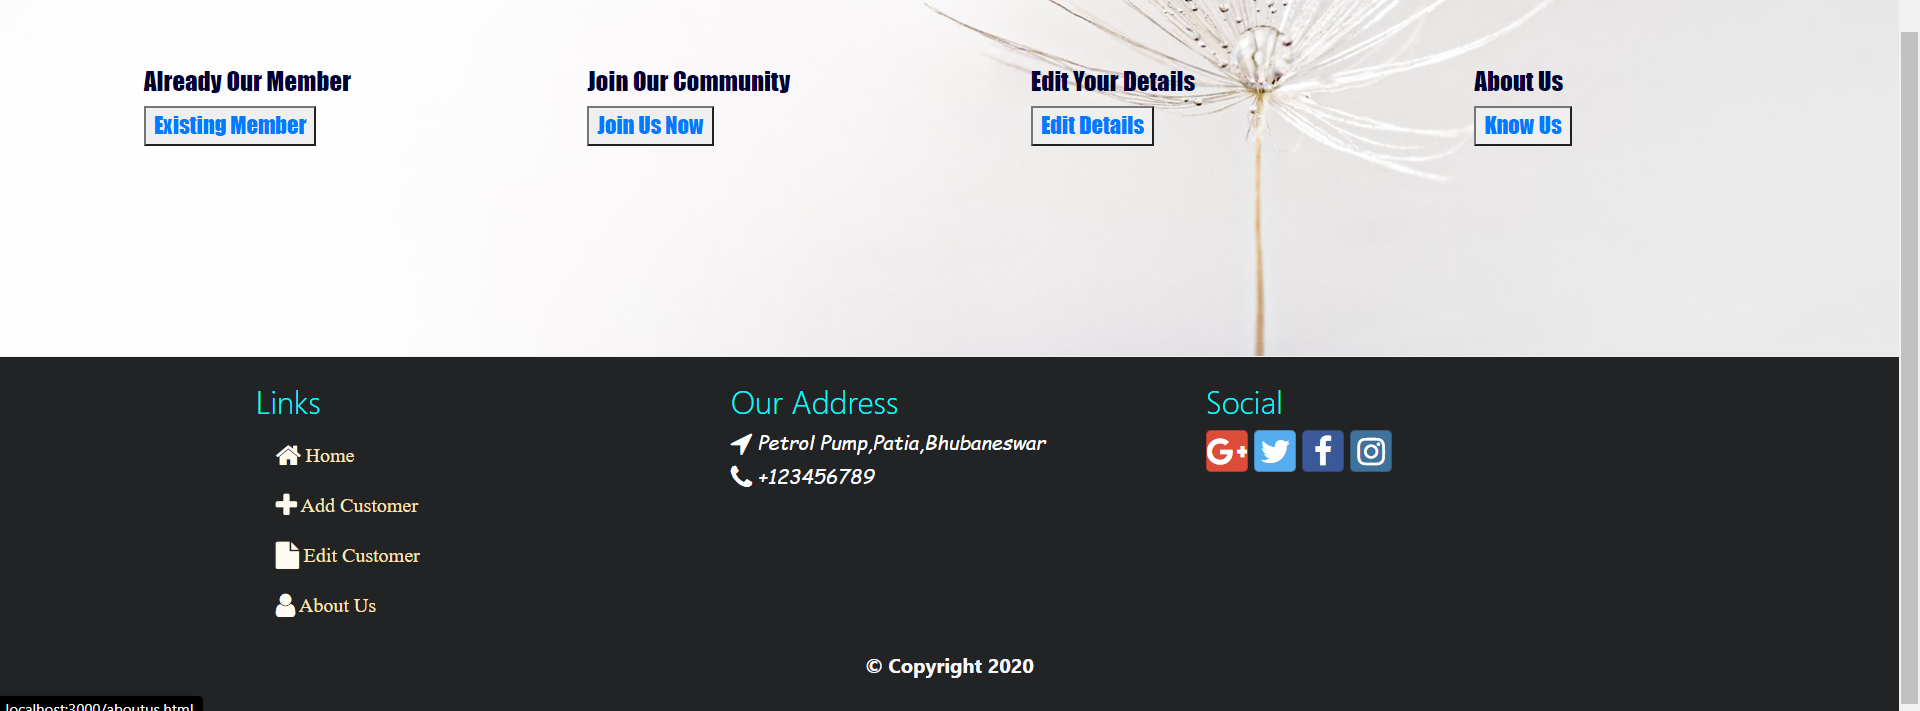 Already Our Member
Existing Member
Join Our Community
Join Us Now
Edit Your Details
Edit Details
About Us
Know Us
Links
Home
Add Customer
Edit Customer
About Us
Our Address
Petrol Pump,Patia,Bhubaneswar
+123456789
Social
G+
f
© Copyright 2020
localhost:3000/aboutus.html